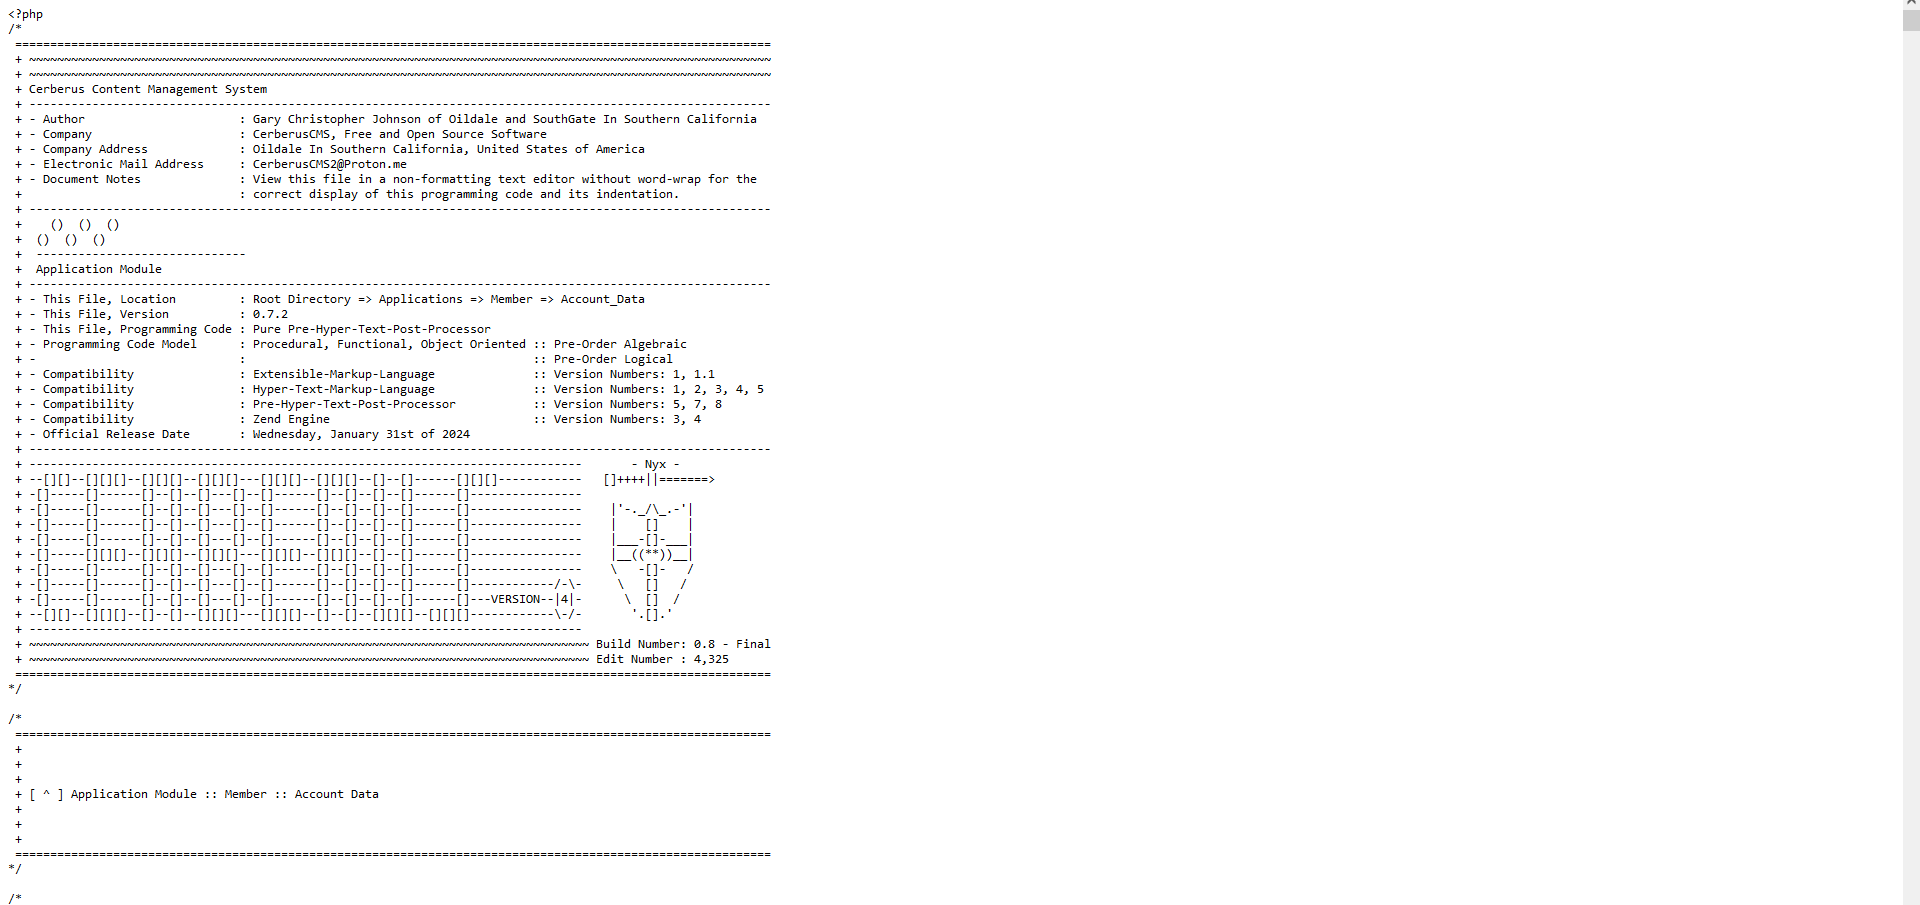 <?php
/*
============================================================================================================
+ ~~~~~~~~~~~~~~~~~~~~~~~~~~~~~~~~~~~~~~~~~~~~~~~~~~~~~~~~~~~~~~~~~~~~~~~~~~~~~~~~~~~~~~~~~~~~~~~~~~~~~~~~~~
+ ~~~~~~~~~~~~~~~~~~~~~~~~~~~~~~~~~~~~~~~~~~~~~~~~~~~~~~~~~~~~~~~~~~~~~~~~~~~~~~~~~~~~~~~~~~~~~~~~~~~~~~~~~~
+ Cerberus Content Management System
+ ----------------------------------------------------------------------------------------------------------
+ - Author                      : Gary Christopher Johnson of Oildale and SouthGate In Southern California
+ - Company                     : CerberusCMS, Free and Open Source Software
+ - Company Address             : Oildale In Southern California, United States of America
+ - Electronic Mail Address     : CerberusCMS2@Proton.me
+ - Document Notes              : View this file in a non-formatting text editor without word-wrap for the
+                               : correct display of this programming code and its indentation.
+ ----------------------------------------------------------------------------------------------------------
+    ()  ()  ()
+  ()  ()  ()
+  ------------------------------
+  Application Module
+ ----------------------------------------------------------------------------------------------------------
+ - This File, Location         : Root Directory => Applications => Member => Account_Data
+ - This File, Version          : 0.7.2
+ - This File, Programming Code : Pure Pre-Hyper-Text-Post-Processor
+ - Programming Code Model      : Procedural, Functional, Object Oriented :: Pre-Order Algebraic
+ -                             :                                         :: Pre-Order Logical
+ - Compatibility               : Extensible-Markup-Language              :: Version Numbers: 1, 1.1
+ - Compatibility               : Hyper-Text-Markup-Language              :: Version Numbers: 1, 2, 3, 4, 5
+ - Compatibility               : Pre-Hyper-Text-Post-Processor           :: Version Numbers: 5, 7, 8
+ - Compatibility               : Zend Engine                             :: Version Numbers: 3, 4
+ - Official Release Date       : Wednesday, January 31st of 2024
+ ----------------------------------------------------------------------------------------------------------
+ -------------------------------------------------------------------------------       - Nyx -
+ --[][]--[][][]--[][][]--[][][]---[][][]--[][][]--[]--[]------[][][]------------   []++++||=======>
+ -[]-----[]------[]--[]--[]---[]--[]------[]--[]--[]--[]------[]----------------
+ -[]-----[]------[]--[]--[]---[]--[]------[]--[]--[]--[]------[]----------------    |'-._/\_.-'|
+ -[]-----[]------[]--[]--[]---[]--[]------[]--[]--[]--[]------[]----------------    |    []    |
+ -[]-----[]------[]--[]--[]---[]--[]------[]--[]--[]--[]------[]----------------    |___-[]-___|
+ -[]-----[][][]--[][][]--[][][]---[][][]--[][][]--[]--[]------[]----------------    |__((**))__|
+ -[]-----[]------[]--[]--[]---[]--[]------[]--[]--[]--[]------[]----------------    \   -[]-   /
+ -[]-----[]------[]--[]--[]---[]--[]------[]--[]--[]--[]------[]------------/-\-     \   []   /
+ -[]-----[]------[]--[]--[]---[]--[]------[]--[]--[]--[]------[]---VERSION--|4|-      \  []  /
+ --[][]--[][][]--[]--[]--[][][]---[][][]--[]--[]--[][][]--[][][]------------\-/-       '.[].'
+ -------------------------------------------------------------------------------
+ ~~~~~~~~~~~~~~~~~~~~~~~~~~~~~~~~~~~~~~~~~~~~~~~~~~~~~~~~~~~~~~~~~~~~~~~~~~~~~~~~ Build Number: 0.8 - Final
+ ~~~~~~~~~~~~~~~~~~~~~~~~~~~~~~~~~~~~~~~~~~~~~~~~~~~~~~~~~~~~~~~~~~~~~~~~~~~~~~~~ Edit Number : 4,325
============================================================================================================
*/
/*
============================================================================================================
+
+
+
+ [ ^ ] Application Module :: Member :: Account Data
+
+
+
============================================================================================================
*/
/*